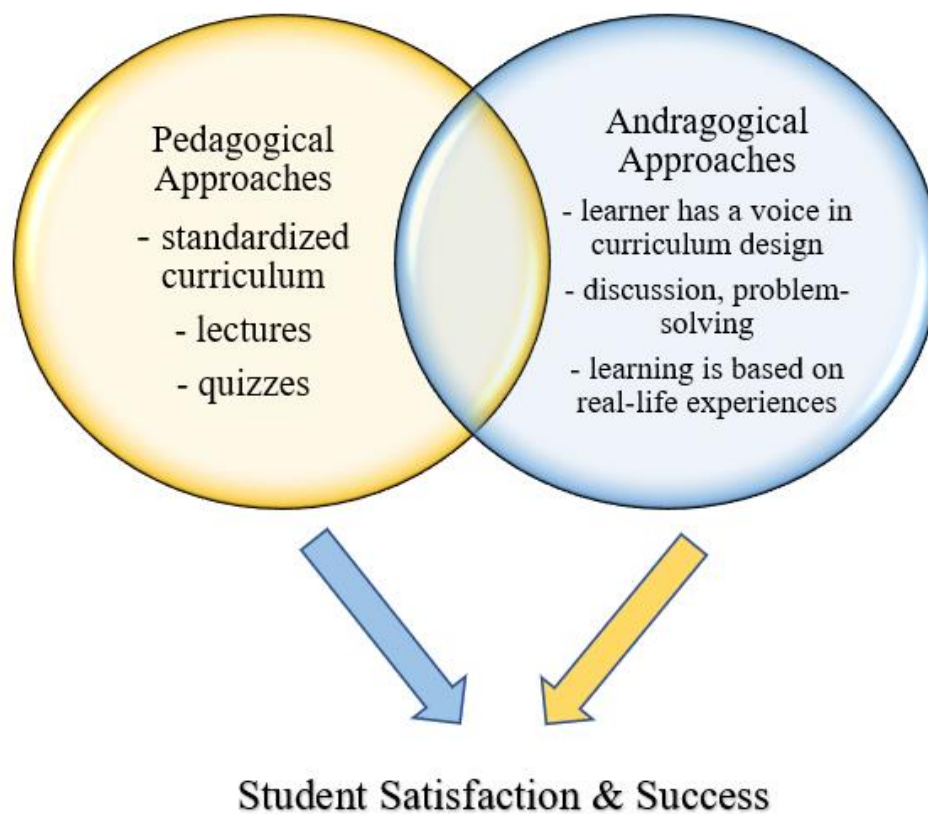 Pedagogical
Approaches
- standardized
curriculum
- lectures
- quizzes
Andragogical
Approaches
- learner has a voice in
curriculum design
- discussion, problem-
solving
- learning is based on
real-life experiences
Student Satisfaction & Success